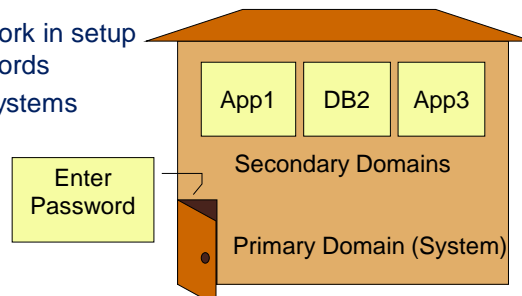 ork in setup
ords
ystems
App1
DB2
App3
Secondary Domains
Enter
Password
Primary Domain (System)